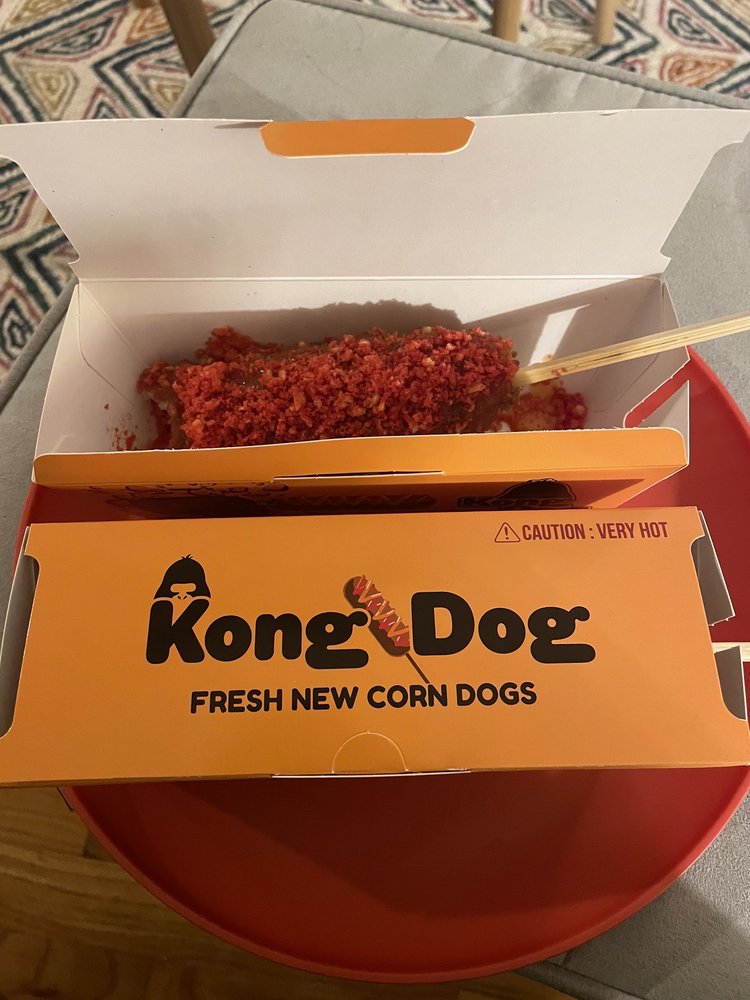 CAUTION : VERY HOT
Kong Dog
FRESH NEW CORN DOGS